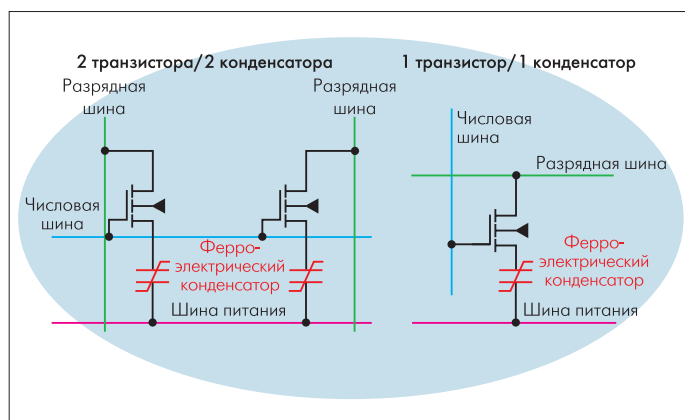 2 транзистора/2 конденсатора
Разрядная
шина
Разрядная
шина
Числовая
шина
Ферро-
электрический
конденсатор
Шина питания
1 транзистор/1 конденсатор
Числовая
шина
Разрядная шина
Ферро-
электрический
конденсатор
Шина питания